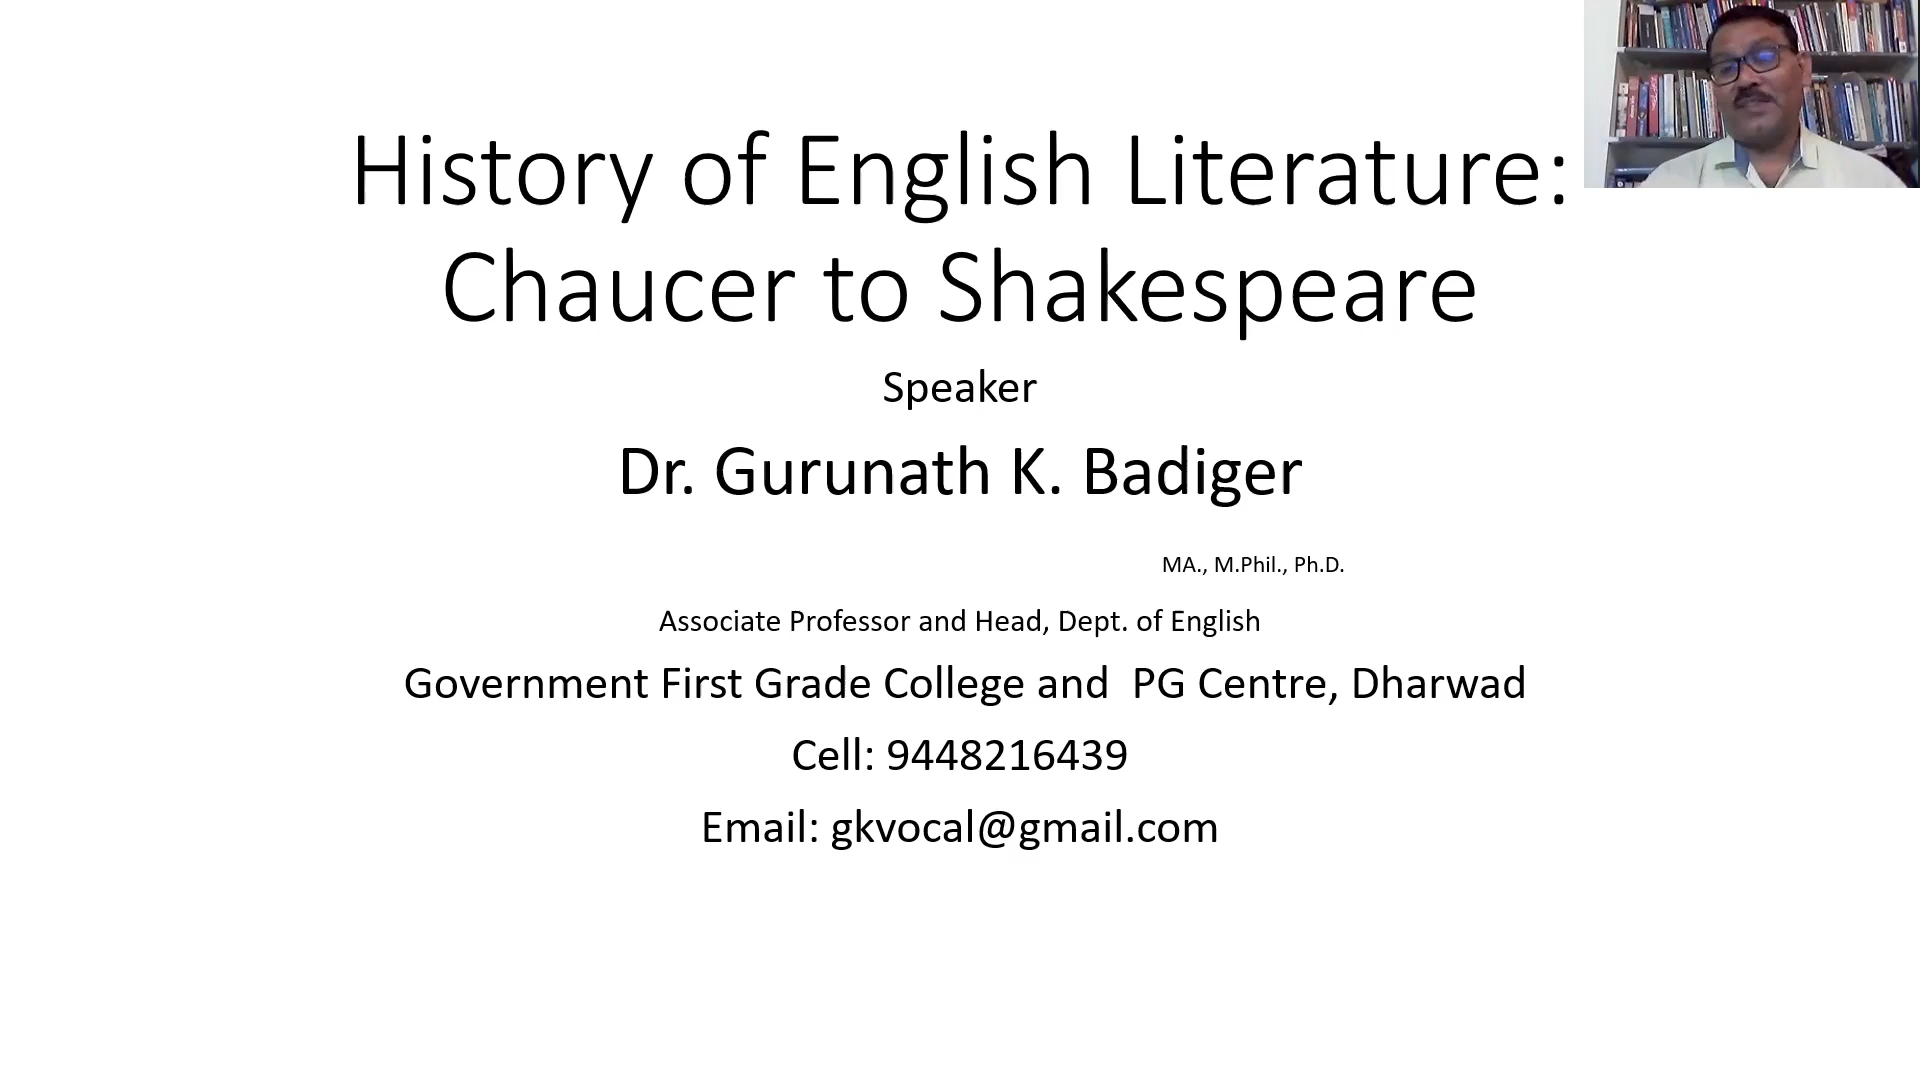 History of English Literature:
Chaucer to Shakespeare
Speaker
Dr. Gurunath K. Badiger
MA., M.Phil., Ph.D.
Associate Professor and Head, Dept. of English
Government First Grade College and  PG Centre, Dharwad
Cell: 9448216439
Email: gkvocal@gmail.com